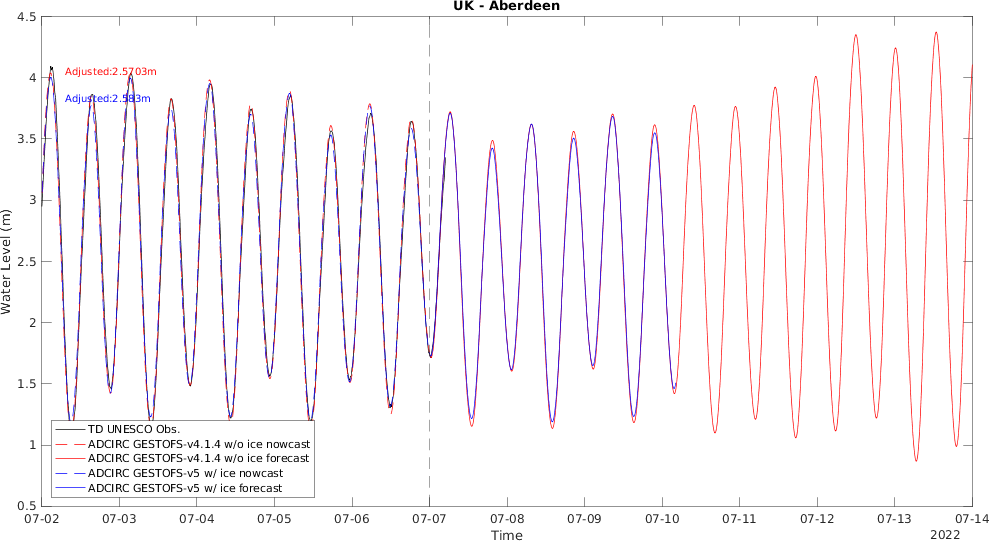 UK - Aberdeen
4.5
4
3.5
3
2.5
2
1.5
1
0.5
Water Level (m)
Adjusted:2.5703m
Adjusted:2.583m
TD UNESCO Obs.
ADCIRC GESTOFS-v4.1.4 w/o ice nowcast
ADCIRC GESTOFS-v4.1.4 w/o ice forecast
ADCIRC GESTOFS-v5 w/ ice nowcast
ADCIRC GESTOFS-v5 w/ ice forecast
07-02 07-03 07-04 07-05 07-06 07-07 07-08 07-09 07-10 07-11 07-12 07-13 07-14
Time
2022